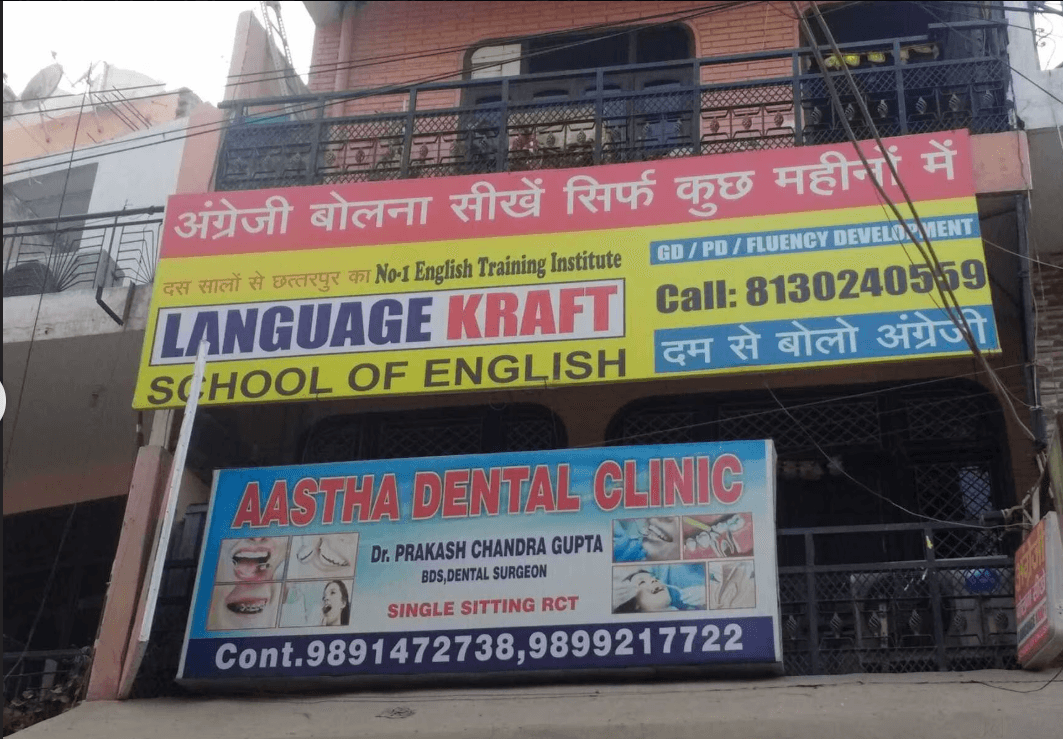 अंग्रेजी बोलना सीखें सिर्फ कुछ महीनों में
दस सालों से छत्तरपुर का No-1 English Training Institute
LANGUAGE KRAFT
SCHOOL OF ENGLISH
GD / PD / FLUENCY DEVELOPMENT
Call: 8130240559
दम से बोलो अंग्रेजी
AASTHA DENTAL CLINIC
Dr. PRAKASH CHANDRA GUPTA
BDS,DENTAL SURGEON
SINGLE SITTING RCT
Cont.9891472738,9899217722